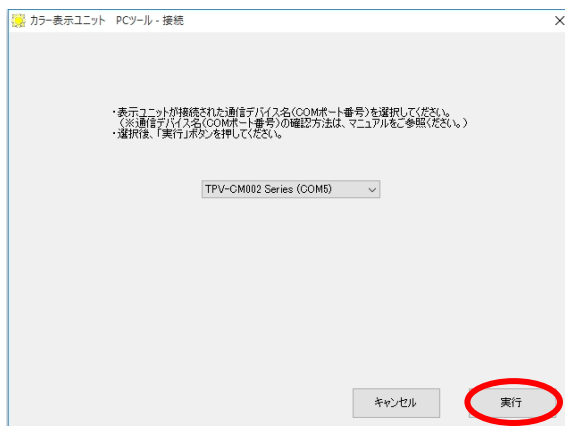 カラー表示ユニット PCツール - 接続
・表示ユニットが接続された通信デバイス名(COMポート番号)を選択してください。
(※通信デバイス名(COMポート番号)の確認方法は、マニュアルをご参照ください。)
・選択後、「実行」ボタンを押してください。
TPV-CM002 Series (COM5)
キャンセル 実行